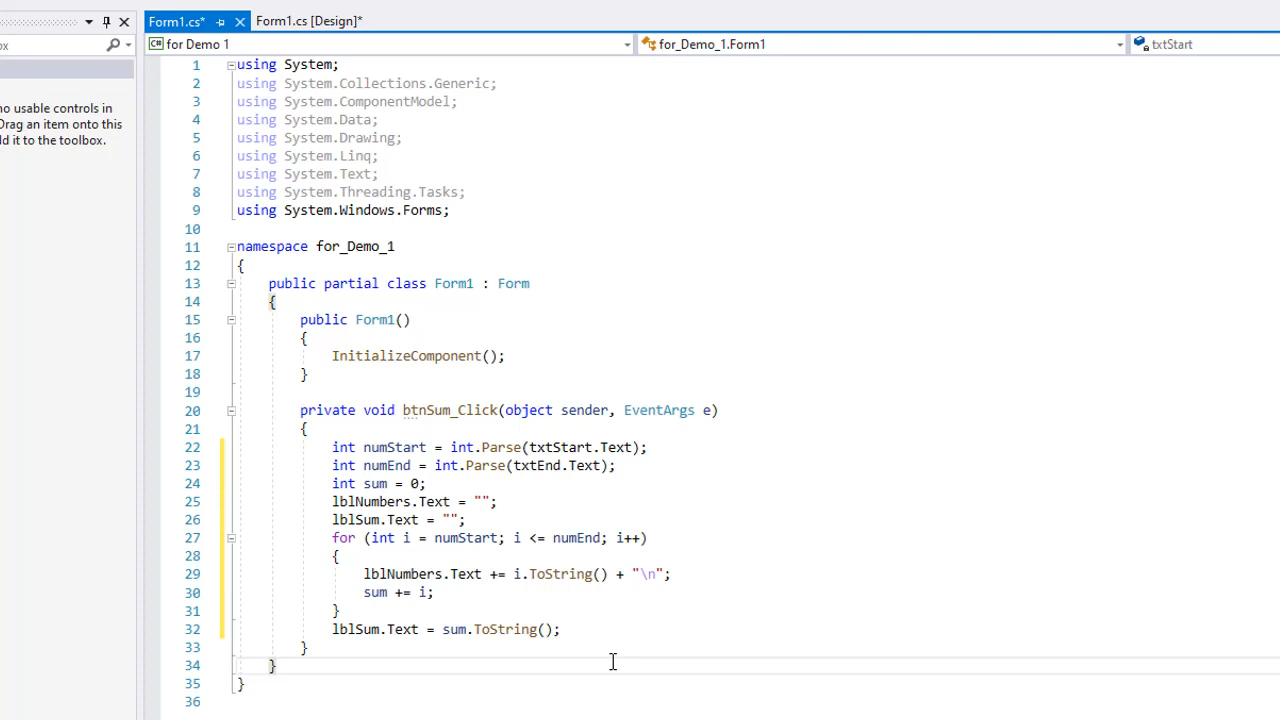 Form1.cs*
Form1.cs [Design]*
ox
for Demo 1
for_Demo_1.Form1
txtStart
no usable controls in
Drag an item onto this
ld it to the toolbox.
1 using System;
2 using System.Collections.Generic;
3 using System.ComponentModel;
4 using System.Data;
5 using System.Drawing;
6 using System.Linq;
7 using System.Text;
8 using System.Threading.Tasks;
9 using System.Windows.Forms;
10
11 namespace for_Demo_1
12 {
13 public partial class Form1 : Form
14 {
15 public Form1()
16 {
17 InitializeComponent();
18 }
19
20 private void btnSum_Click(object sender, EventArgs e)
21 {
22 int numStart = int.Parse(txtStart.Text);
23 int numEnd = int.Parse(txtEnd.Text);
24 int sum = 0;
25 lblNumbers.Text = "";
26 lblSum.Text = "";
27 for (int i = numStart; i <= numEnd; i++)
28 {
29 lblNumbers.Text += i.ToString() + "\n";
30 sum += i;
31 }
32 lblSum.Text = sum.ToString();
33 }
34 }
35 }
36